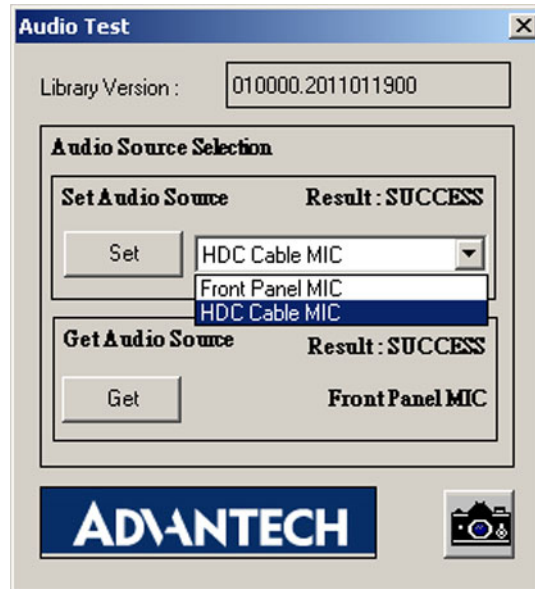 Audio Test
Library Version : 010000.2011011900
Audio Source Selection
Set Audio Source Result : SUCCESS
Set HDC Cable MIC
Front Panel MIC
HDC Cable MIC
Get Audio Source Result : SUCCESS
Get Front Panel MIC
ADVANTECH